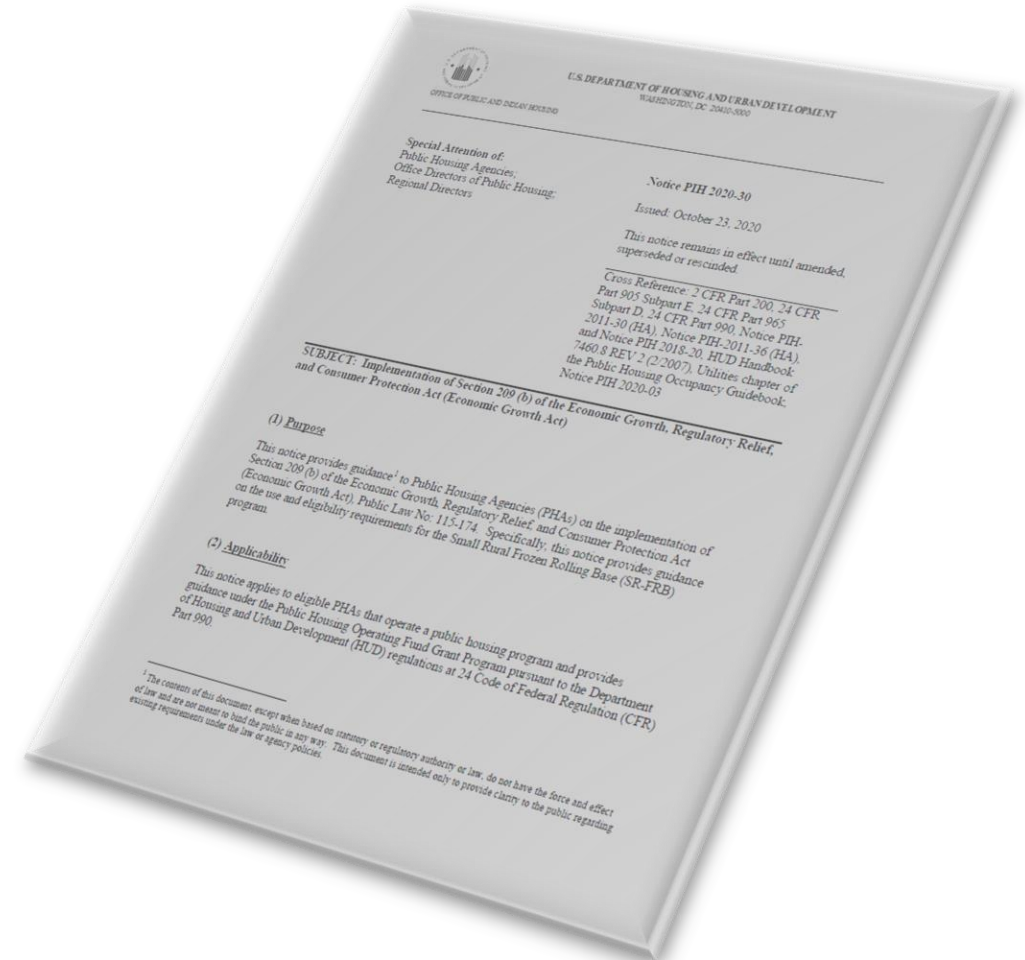 U.S. DEPARTMENT OF HOUSING AND URBAN DEVELOPMENT
WASHINGTON, DC 20410-5000
OFFICE OF PUBLIC AND INDIAN HOUSING
Special Attention of:
Public Housing Agencies;
Office Directors of Public Housing;
Regional Directors
Notice PIH 2020-30
Issued: October 23, 2020
This notice remains in effect until amended,
superseded or rescinded.
Cross Reference: 2 CFR Part 200, 24 CFR
Part 905 Subpart E, 24 CFR Part 965
Subpart D, 24 CFR Part 990, Notice PIH-
2011-30 (HA), Notice PIH-2011-36 (HA),
and Notice PIH 2018-20, HUD Handbook
7460.8 REV 2 (2/2007), Utilities chapter of
the Public Housing Occupancy Guidebook,
Notice PIH 2020-03
SUBJECT: Implementation of Section 209 (b) of the Economic Growth, Regulatory Relief,
and Consumer Protection Act (Economic Growth Act)
(1) Purpose
This notice provides guidance¹ to Public Housing Agencies (PHAs) on the implementation of
Section 209 (b) of the Economic Growth, Regulatory Relief, and Consumer Protection Act
(Economic Growth Act), Public Law No: 115-174. Specifically, this notice provides guidance
on the use and eligibility requirements for the Small Rural Frozen Rolling Base (SR-FRB)
program.
(2) Applicability
This notice applies to eligible PHAs that operate a public housing program and provides
guidance under the Public Housing Operating Fund Grant Program pursuant to the Department
of Housing and Urban Development (HUD) regulations at 24 Code of Federal Regulation (CFR)
Part 990.
¹ The contents of this document, except when based on statutory or regulatory authority or law, do not have the force and effect
of law and are not meant to bind the public in any way. This document is intended only to provide clarity to the public regarding
existing requirements under the law or agency policies.